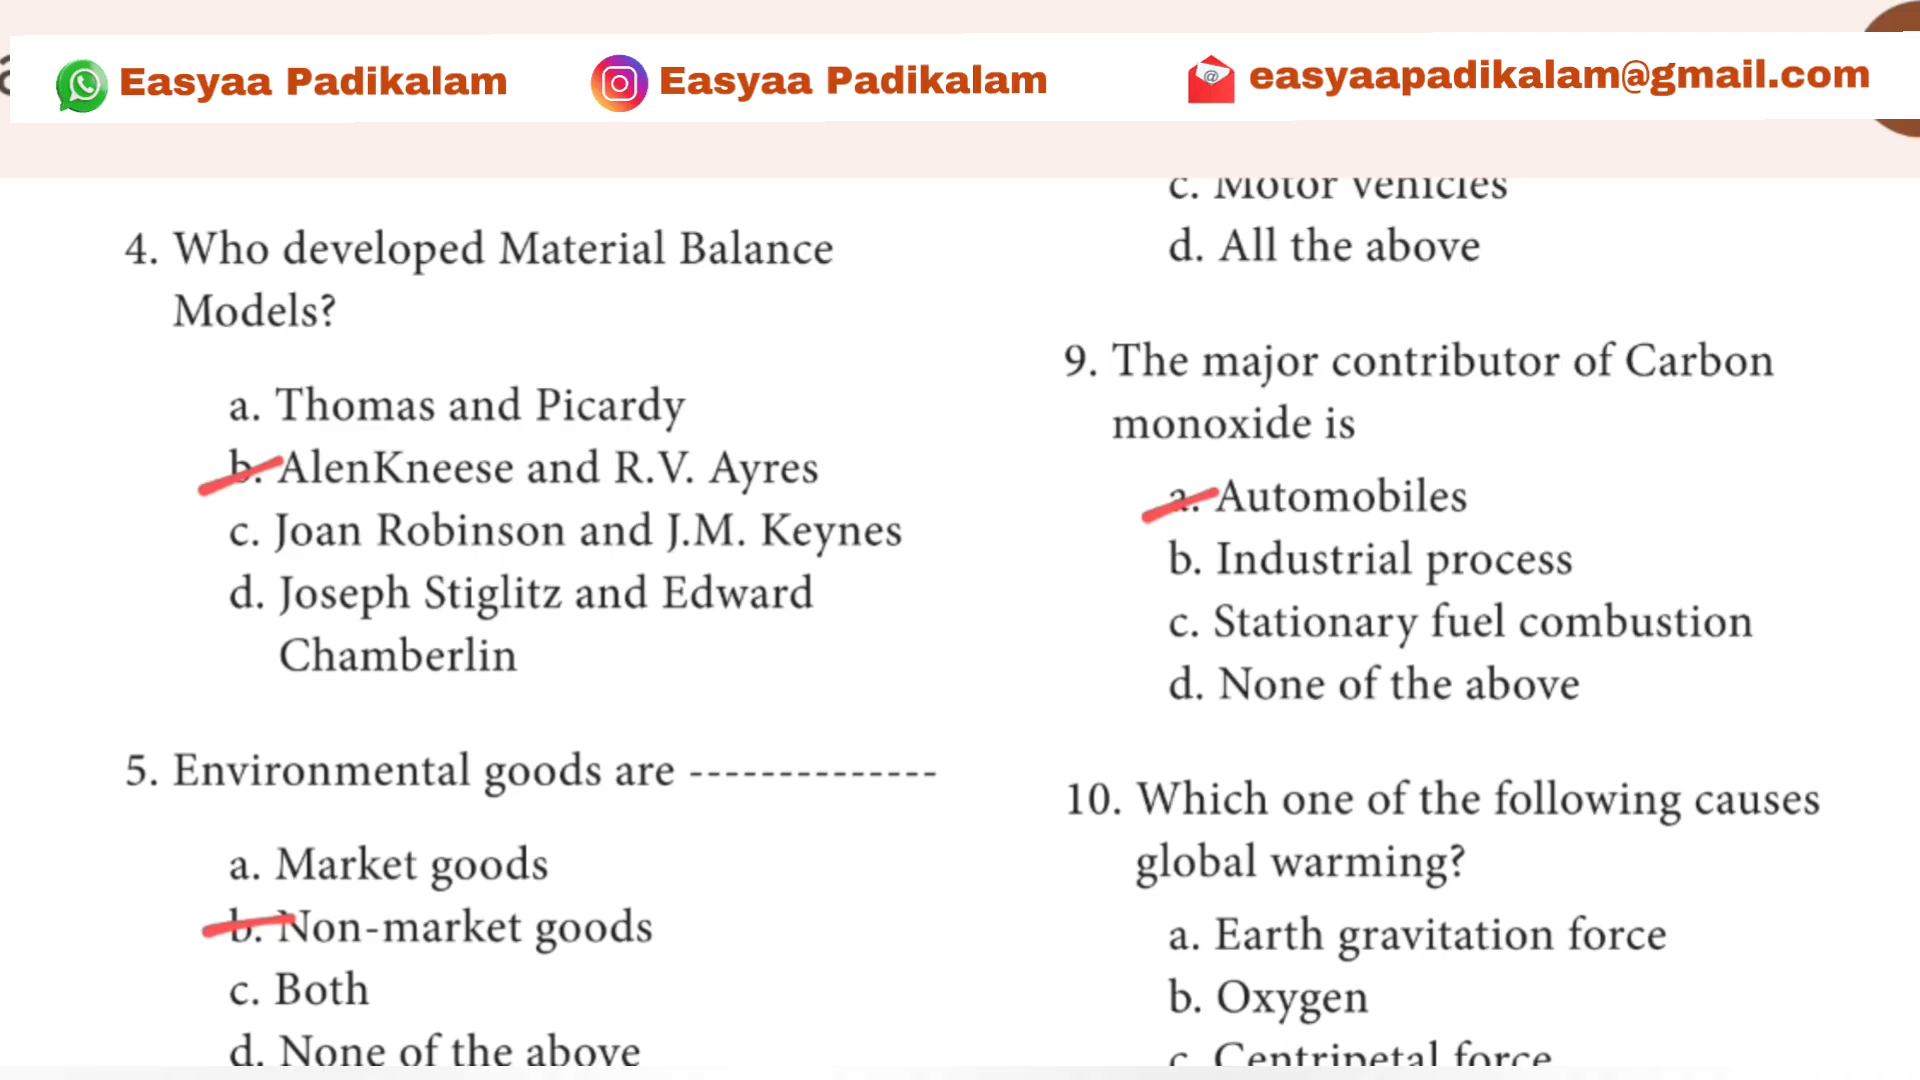 Easyaa Padikalam
Easyaa Padikalam
easyaapadikalam@gmail.com
4. Who developed Material Balance
Models?
a. Thomas and Picardy
b. AlenKneese and R.V. Ayres
c. Joan Robinson and J.M. Keynes
d. Joseph Stiglitz and Edward
Chamberlin
5. Environmental goods are --------------
a. Market goods
b. Non-market goods
c. Both
d. None of the above
c. Motor vehicles
d. All the above
9. The major contributor of Carbon
monoxide is
a. Automobiles
b. Industrial process
c. Stationary fuel combustion
d. None of the above
10. Which one of the following causes
global warming?
a. Earth gravitation force
b. Oxygen
c. Centripetal force